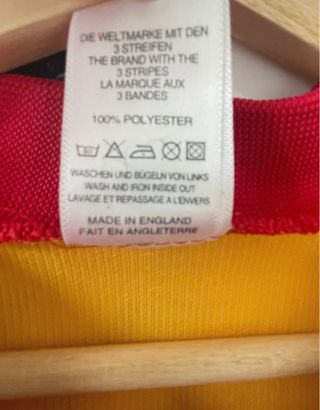 DIE WELTMARKE MIT DEN
3 STREIFEN
THE BRAND WITH THE
3 STRIPES
LA MARQUE AUX
3 BANDES
100% POLYESTER
WASCHEN UND BÜGELN VON LINKS
WASH AND IRON INSIDE OUT
LAVAGE ET REPASSAGE A L'ENVERS
MADE IN ENGLAND
FAIT EN ANGLETERRE